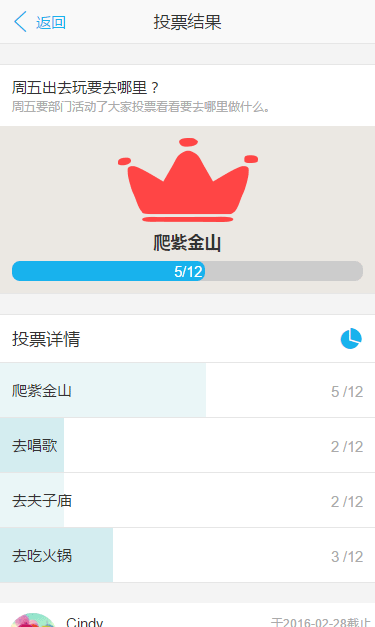 返回
投票结果
周五出去玩要去哪里？
周五要部门活动了大家投票看看要去哪里做什么。
爬紫金山
5/12
投票详情
爬紫金山 5 /12
去唱歌 2 /12
去夫子庙 2 /12
去吃火锅 3 /12
Cindy 于2016-02-28截止